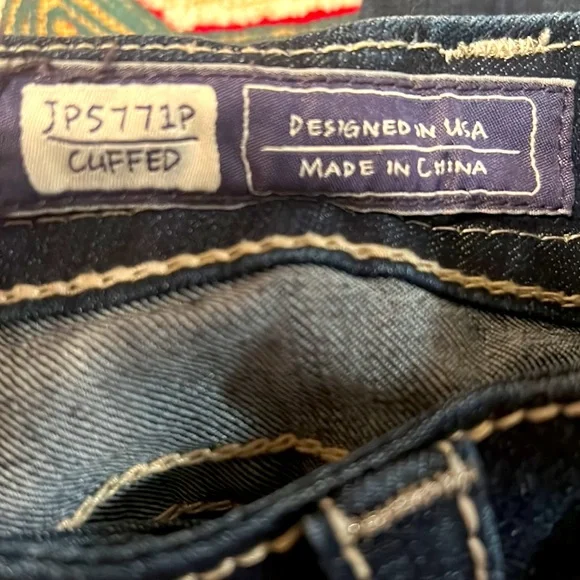 JP5771P
CUFFED
DESIGNED IN USA
MADE IN CHINA